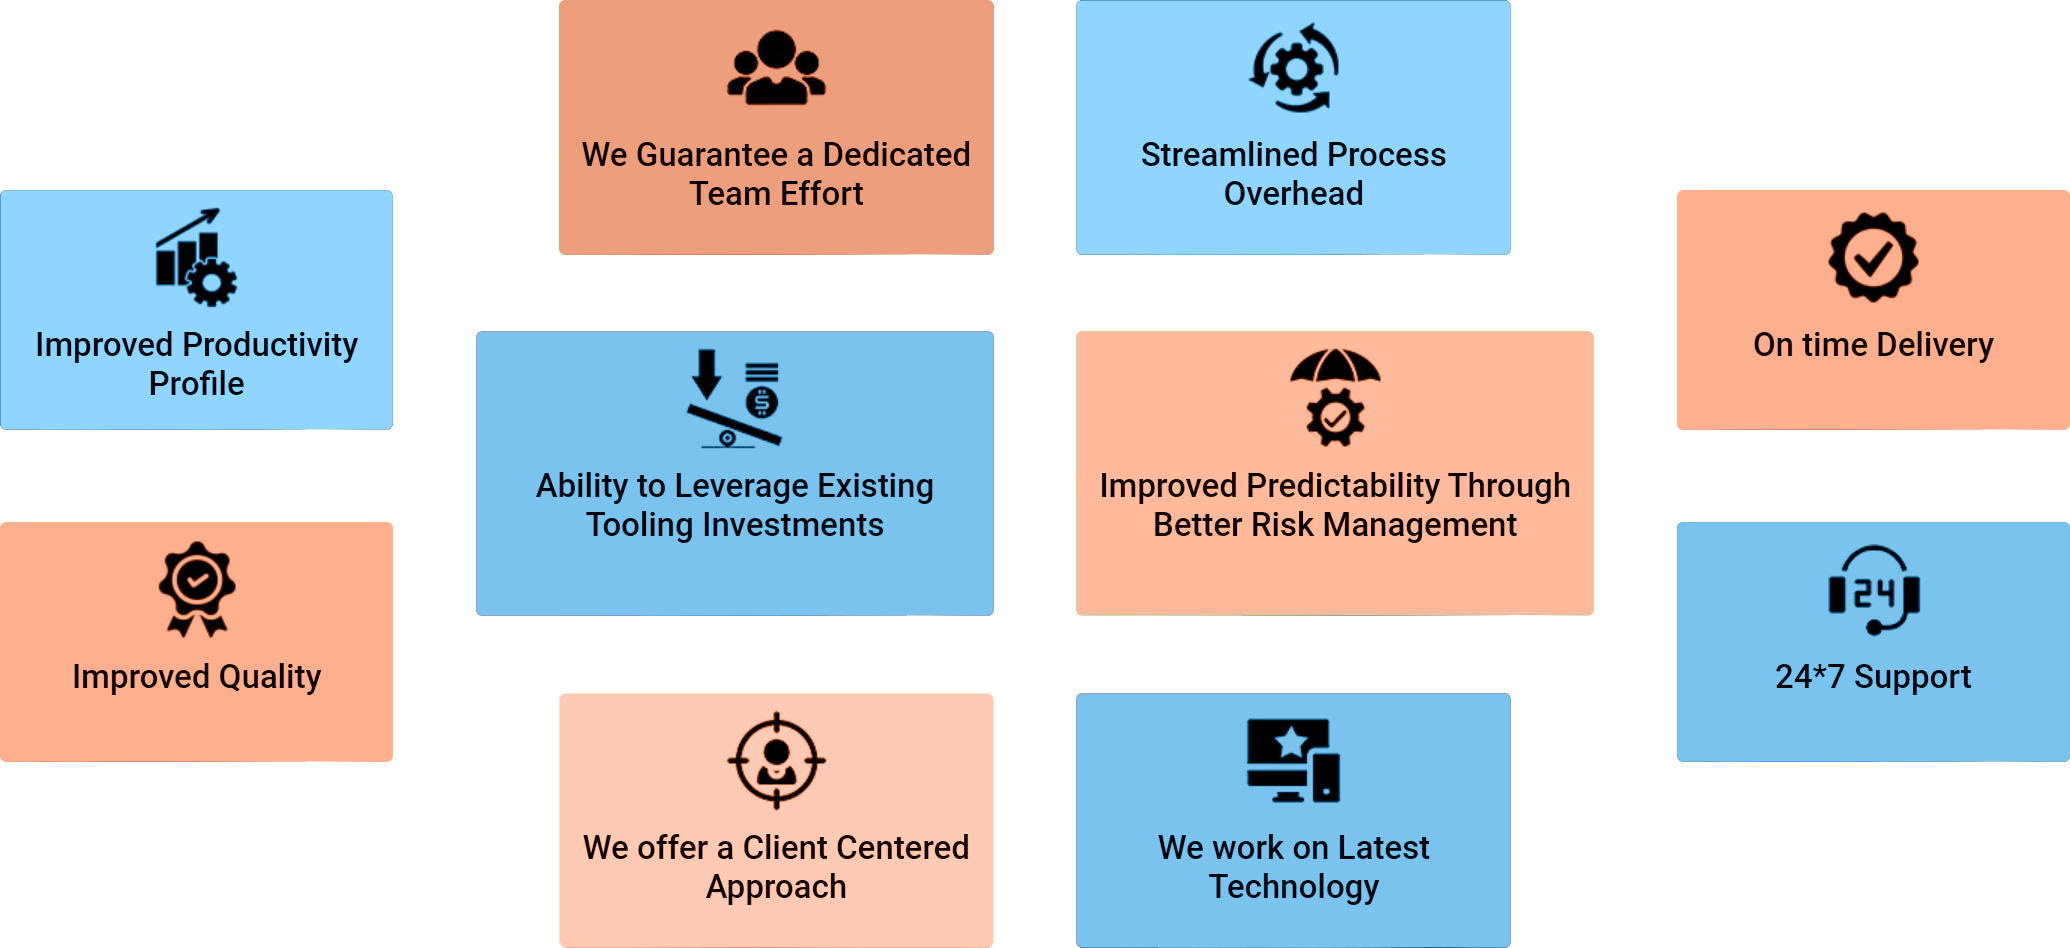 We Guarantee a Dedicated
Team Effort
Streamlined Process
Overhead
Improved Productivity
Profile
On time Delivery
Ability to Leverage Existing
Tooling Investments
Improved Predictability Through
Better Risk Management
Improved Quality
24
24*7 Support
We offer a Client Centered
Approach
We work on Latest
Technology